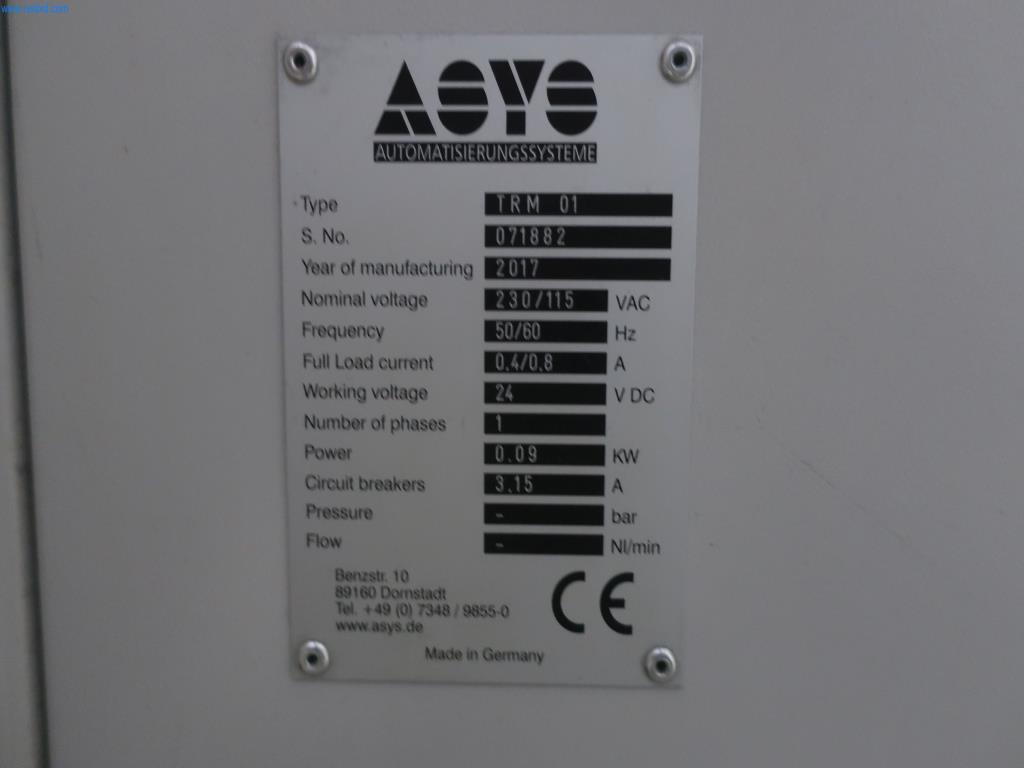 ASYS
AUTOMATISIERUNGSSYSTEME
Type TRM 01
S. No. 071882
Year of manufacturing 2017
Nominal voltage 230/115 VAC
Frequency 50/60 Hz
Full Load current 0.4/0.8 A
Working voltage 24 V DC
Number of phases 1
Power 0.09 KW
Circuit breakers 3.15 A
Pressure - bar
Flow - Nl/min
Benzstr. 10
89160 Dornstadt
Tel. +49 (0) 7348 / 9855-0
www.asys.de
CE
Made in Germany